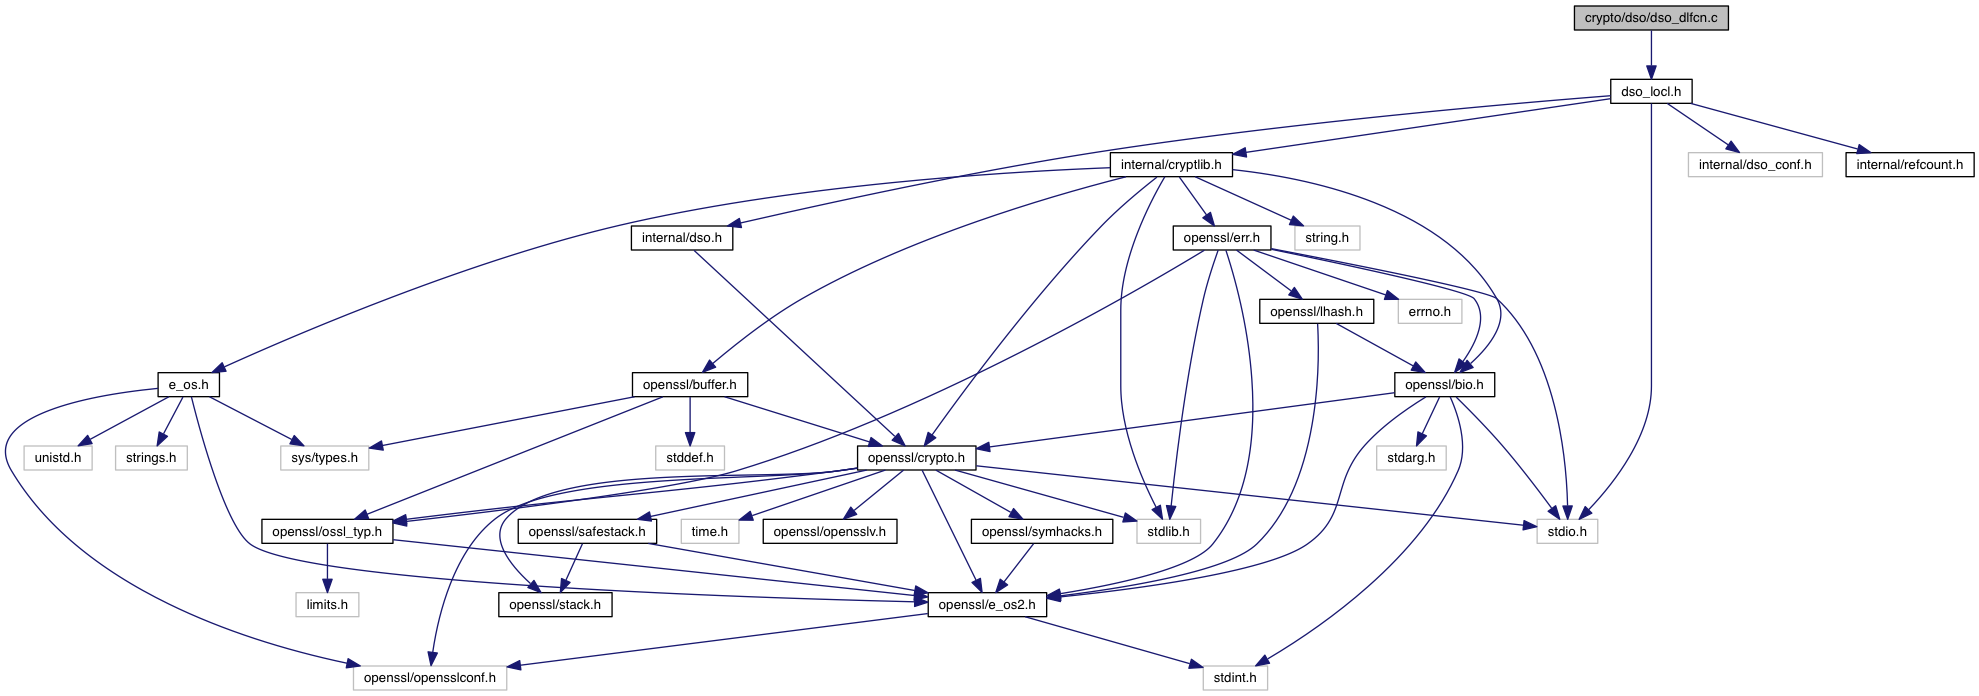 crypto/dso/dso_dlfcn.c
dso_locl.h
internal/cryptlib.h
internal/dso_conf.h
internal/refcount.h
internal/dso.h
openssl/err.h
string.h
openssl/lhash.h
errno.h
e_os.h
openssl/buffer.h
openssl/bio.h
unistd.h
strings.h
sys/types.h
stddef.h
openssl/crypto.h
stdarg.h
openssl/ossl_typ.h
openssl/safestack.h
time.h
openssl/opensslv.h
openssl/symhacks.h
stdlib.h
stdio.h
limits.h
openssl/stack.h
openssl/e_os2.h
openssl/opensslconf.h
stdint.h